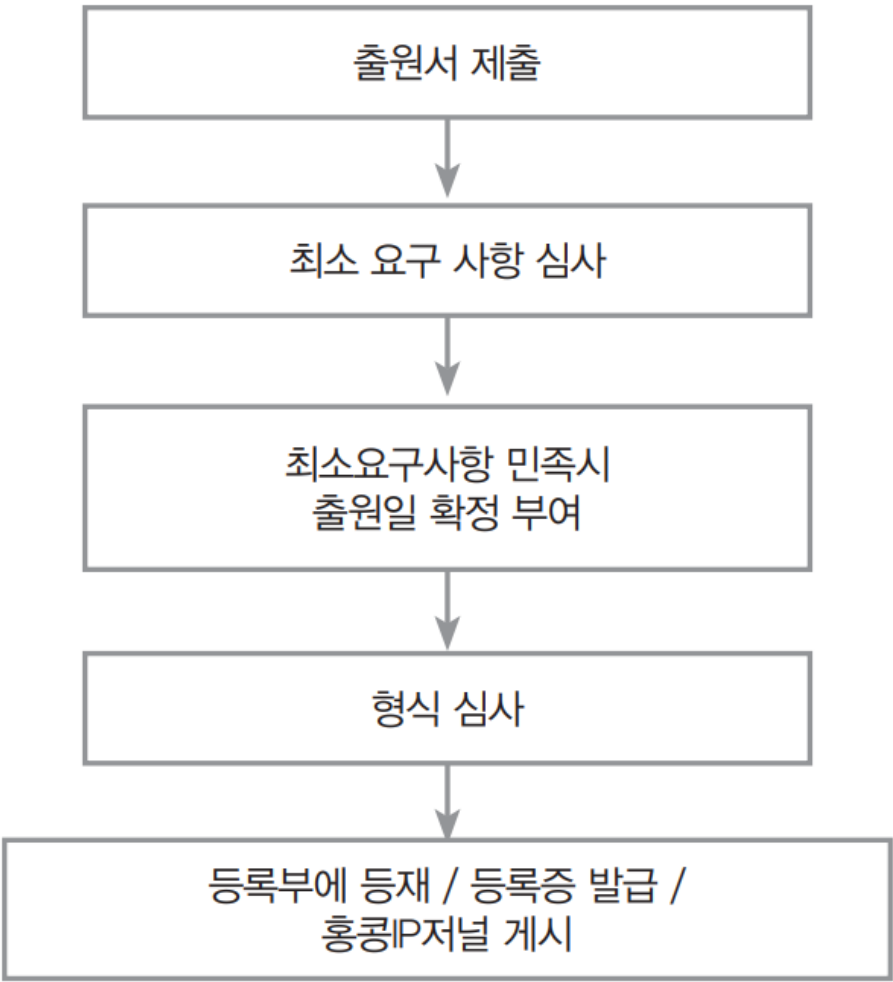 출원서 제출
최소 요구 사항 심사
최소요구사항 민족시
출원일 확정 부여
형식 심사
등록부에 등재 / 등록증 발급 /
홍콩IP저널 게시